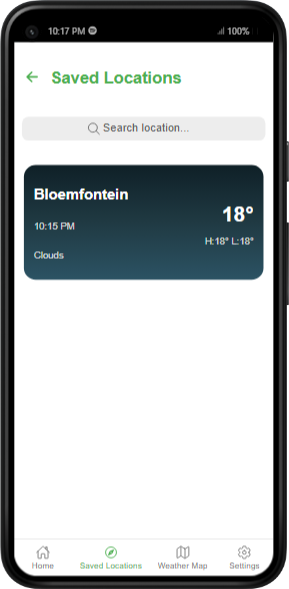 10:17 PM
100%
Saved Locations
Search location...
Bloemfontein
18°
10:15 PM
H:18° L:18°
Clouds
Home
Saved Locations
Weather Map
Settings